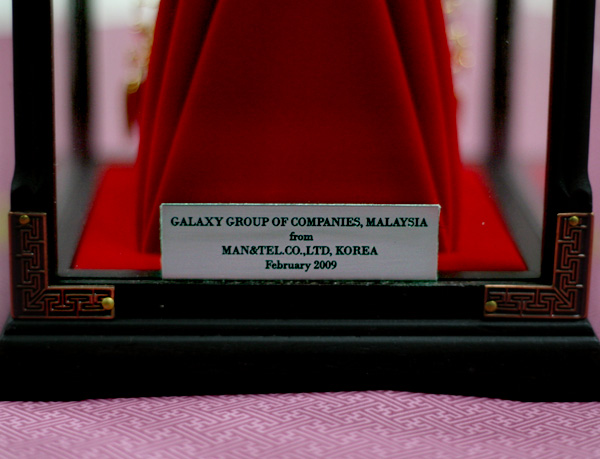 GALAXY GROUP OF COMPANIES, MALAYSIA
from
MAN&TEL.CO.,LTD, KOREA
February 2009